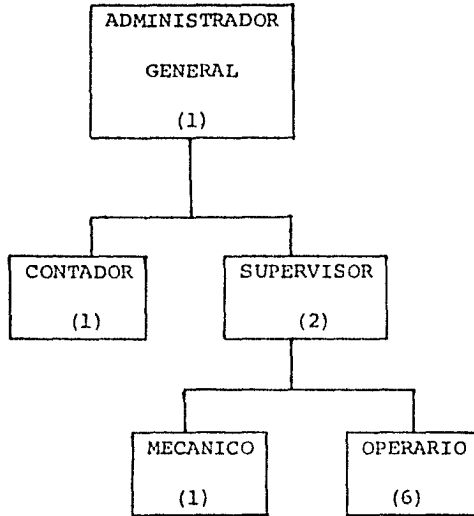 ADMINISTRADOR
GENERAL
(1)
CONTADOR
(1)
SUPERVISOR
(2)
MECANICO
(1)
OPERARIO
(6)